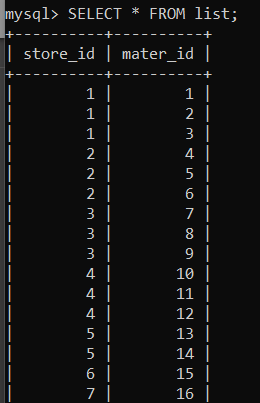 mysql> SELECT * FROM list;
+----------+----------+
| store_id | mater_id |
+----------+----------+
|        1 |        1 |
|        1 |        2 |
|        1 |        3 |
|        2 |        4 |
|        2 |        5 |
|        2 |        6 |
|        3 |        7 |
|        3 |        8 |
|        3 |        9 |
|        4 |       10 |
|        4 |       11 |
|        4 |       12 |
|        5 |       13 |
|        5 |       14 |
|        6 |       15 |
|        7 |       16 |